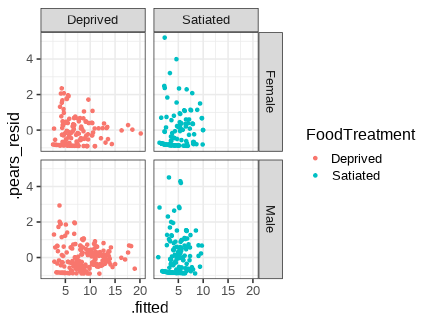 Deprived
Satiated
4
2
0
Female
4
2
0
Male
.pears_resid
5
10
15
20
5
10
15
20
.fitted
FoodTreatment
Deprived
Satiated